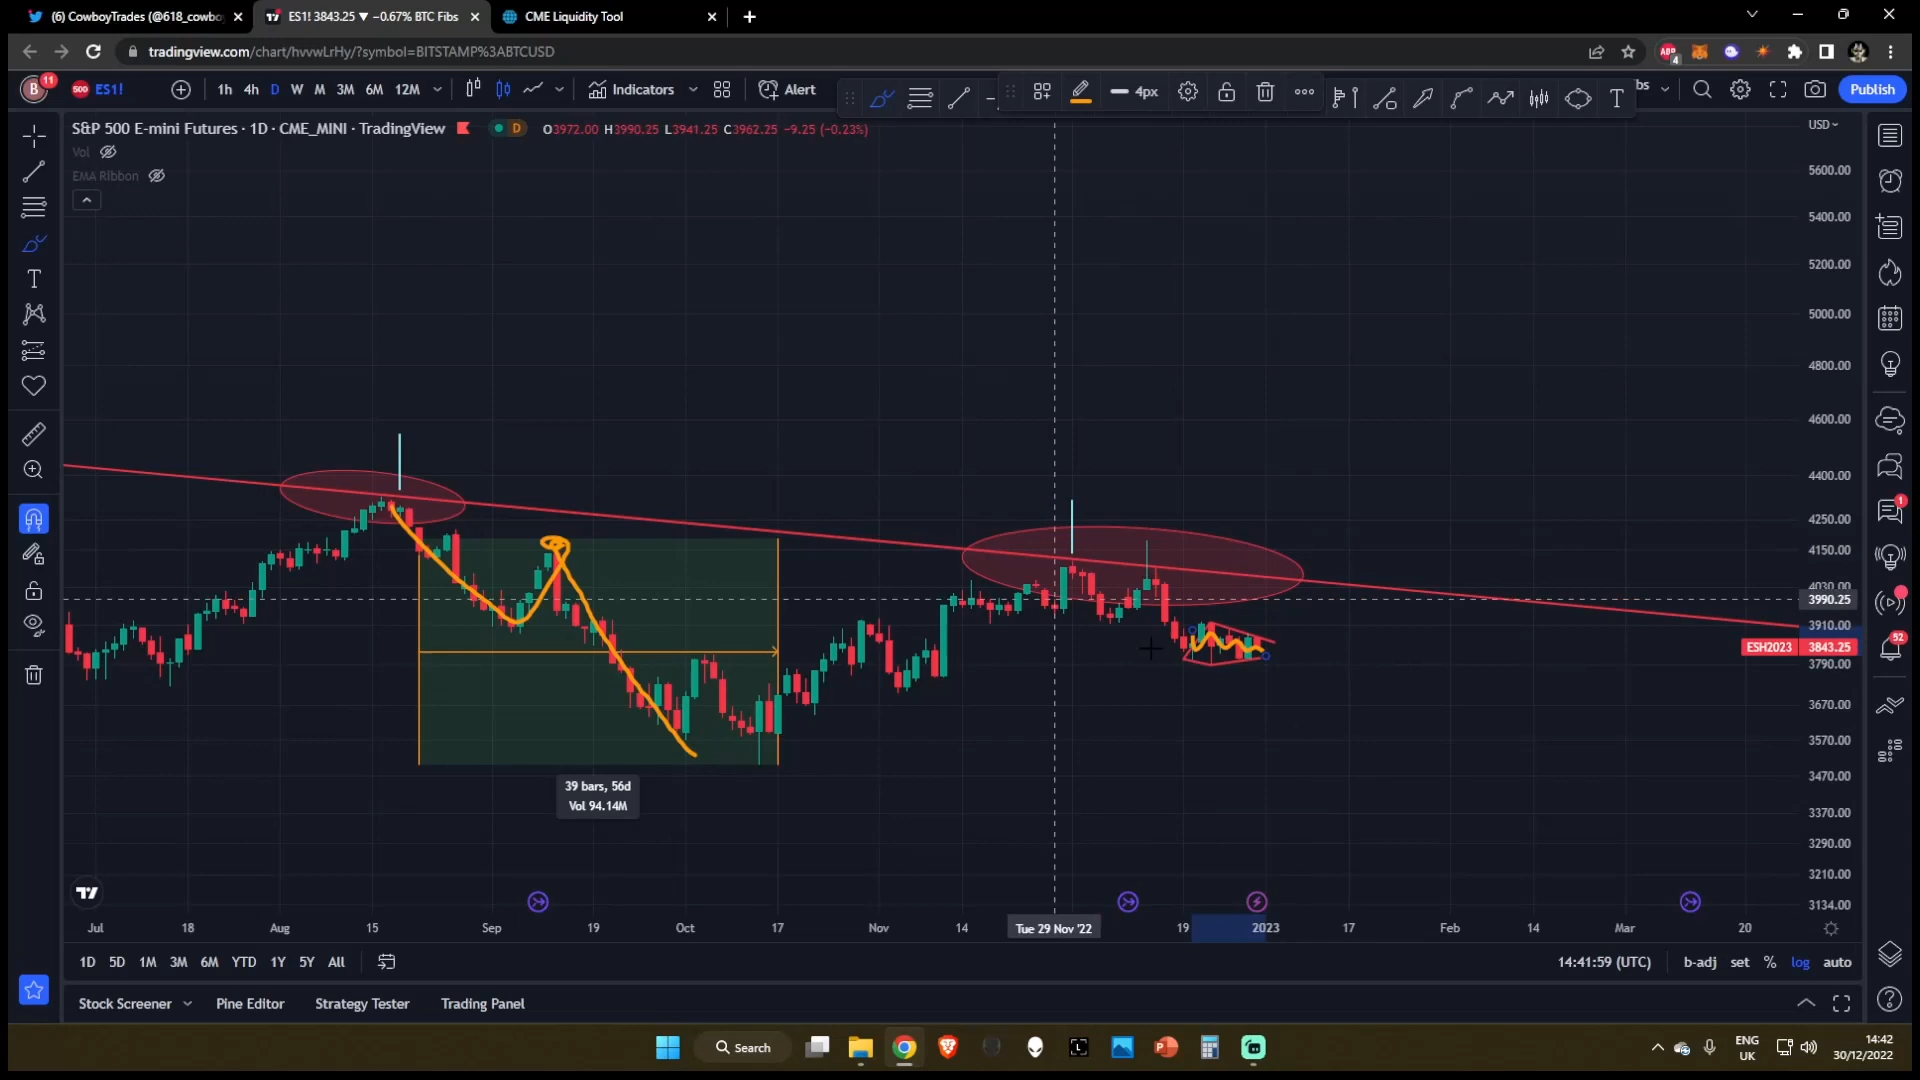 (6) CowboyTrades (@618_cowbo
ES1! 3843.25 ▼ −0.67% BTC Fibs
CME Liquidity Tool
tradingview.com/chart/hvvwLrHy/?symbol=BITSTAMP%3ABTCUSD
4
B 11
500 ES1!
1h 4h D W M 3M 6M 12M
Indicators
Alert
4px
T
bs
Publish
S&P 500 E-mini Futures · 1D · CME_MINI · TradingView
D
O3972.00 H3990.25 L3941.25 C3962.25 −9.25 (−0.23%)
Vol
EMA Ribbon
USD
5600.00
5400.00
5200.00
5000.00
4800.00
4600.00
4400.00
4250.00
4150.00
4030.00
3990.25
3910.00
ESH2023 3843.25
3790.00
3670.00
3570.00
3470.00
3370.00
3290.00
3210.00
3134.00
39 bars, 56d
Vol 94.14M
1
52
Jul 18 Aug 15 Sep 19 Oct 17 Nov 14 Tue 29 Nov '22 19 2023 17 Feb 14 Mar 20
1D 5D 1M 3M 6M YTD 1Y 5Y All
14:41:59 (UTC) b-adj set % log auto
Stock Screener Pine Editor Strategy Tester Trading Panel
Search
ENG
UK
14:42
30/12/2022